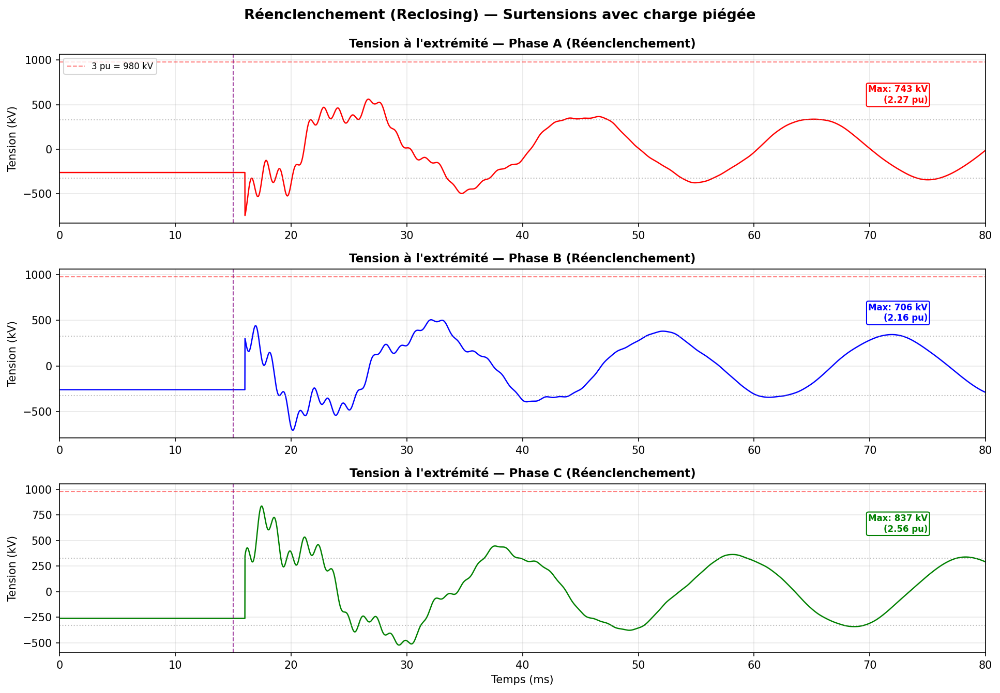 Réenclenchement (Reclosing) — Surtensions avec charge piégée
Tension à l'extrémité — Phase A (Réenclenchement)
Tension (kV)
1000
500
0
−500
3 pu = 980 kV
Max: 743 kV
(2.27 pu)
0 10 20 30 40 50 60 70 80
Tension à l'extrémité — Phase B (Réenclenchement)
Tension (kV)
1000
500
0
−500
Max: 706 kV
(2.16 pu)
0 10 20 30 40 50 60 70 80
Tension à l'extrémité — Phase C (Réenclenchement)
Tension (kV)
1000
750
500
250
0
−250
−500
Max: 837 kV
(2.56 pu)
0 10 20 30 40 50 60 70 80
Temps (ms)